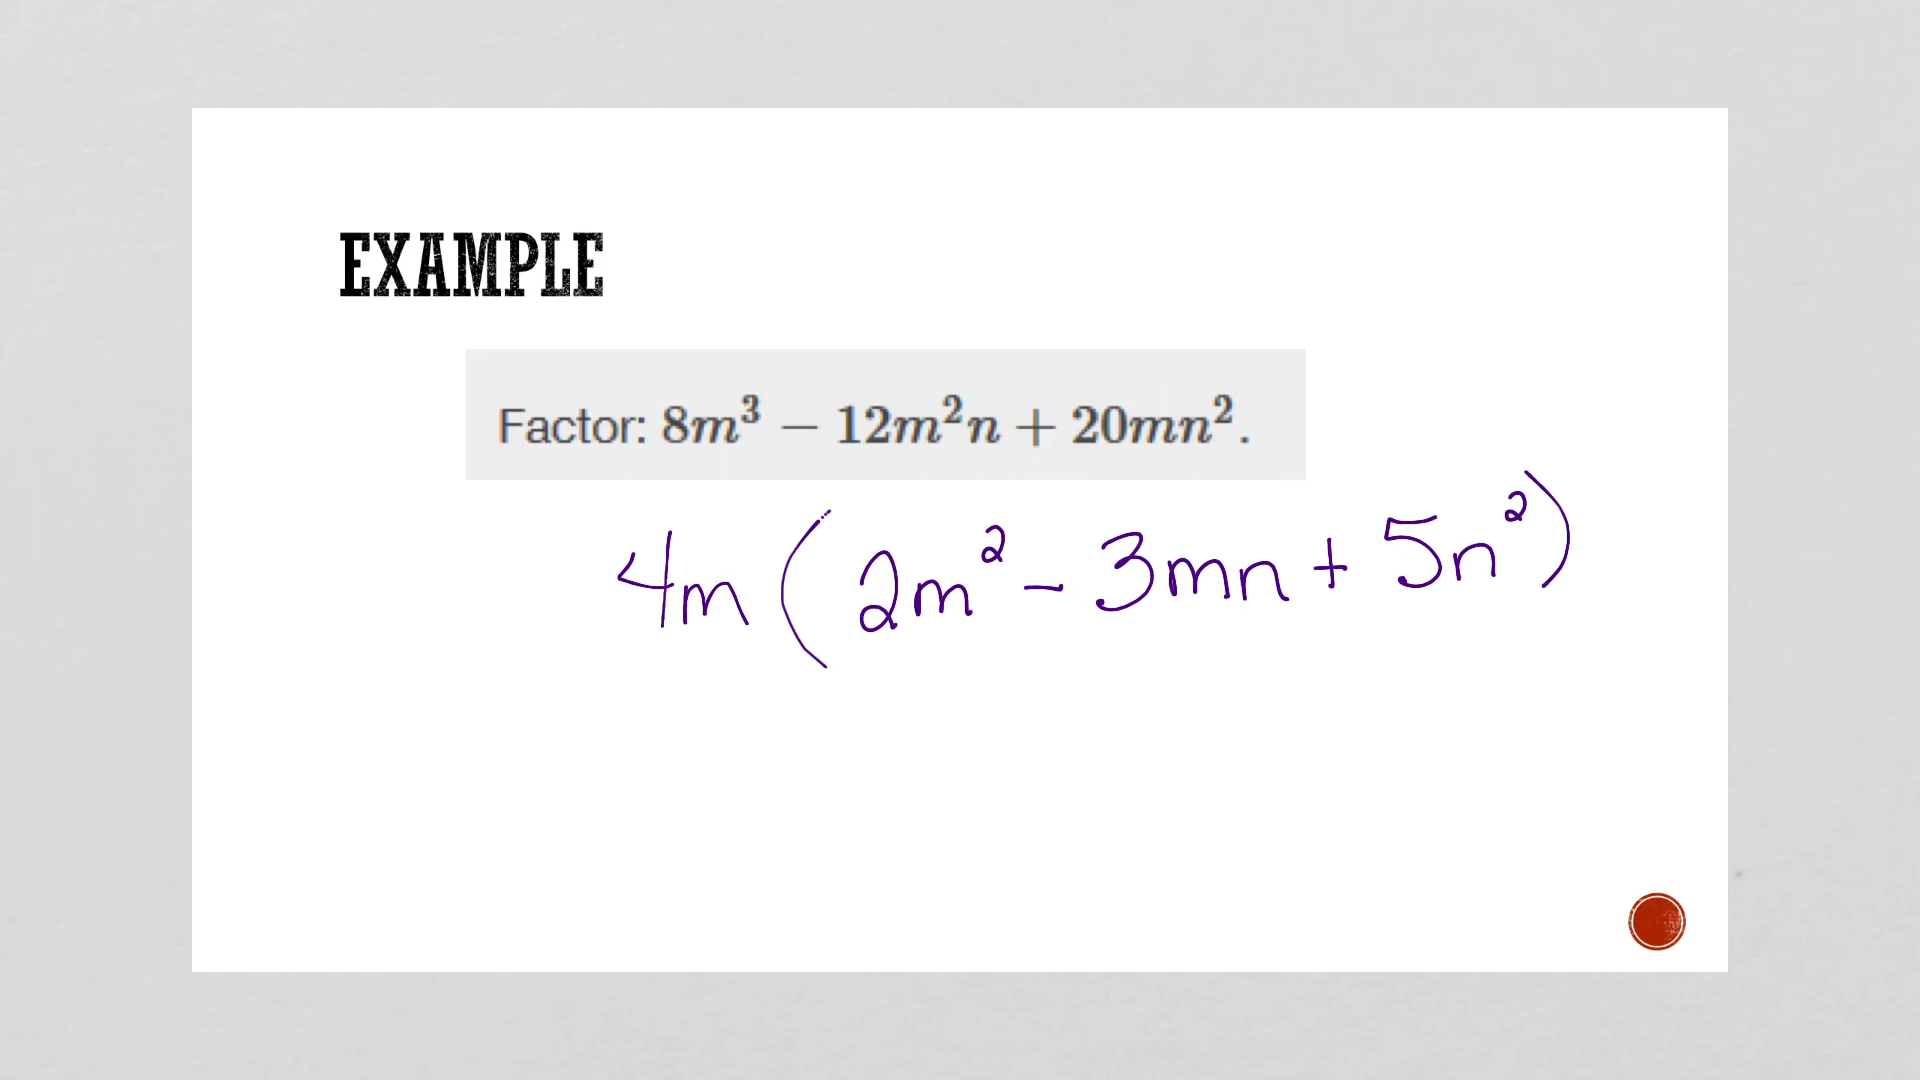 EXAMPLE
Factor: 8m³ − 12m²n + 20mn².
4m(2m² - 3mn + 5n²)